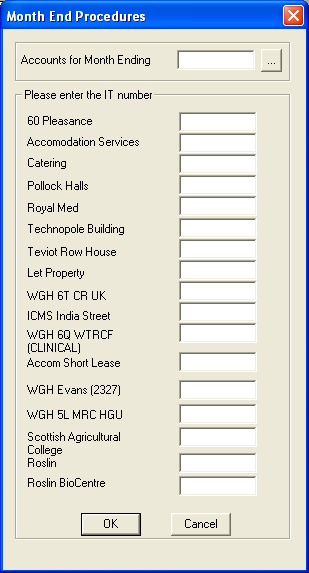 Month End Procedures
Accounts for Month Ending
...
Please enter the IT number
60 Pleasance
Accomodation Services
Catering
Pollock Halls
Royal Med
Technopole Building
Teviot Row House
Let Property
WGH 6T CR UK
ICMS India Street
WGH 6Q WTRCF
(CLINICAL)
Accom Short Lease
WGH Evans (2327)
WGH 5L MRC HGU
Scottish Agricultural
College
Roslin
Roslin BioCentre
OK
Cancel